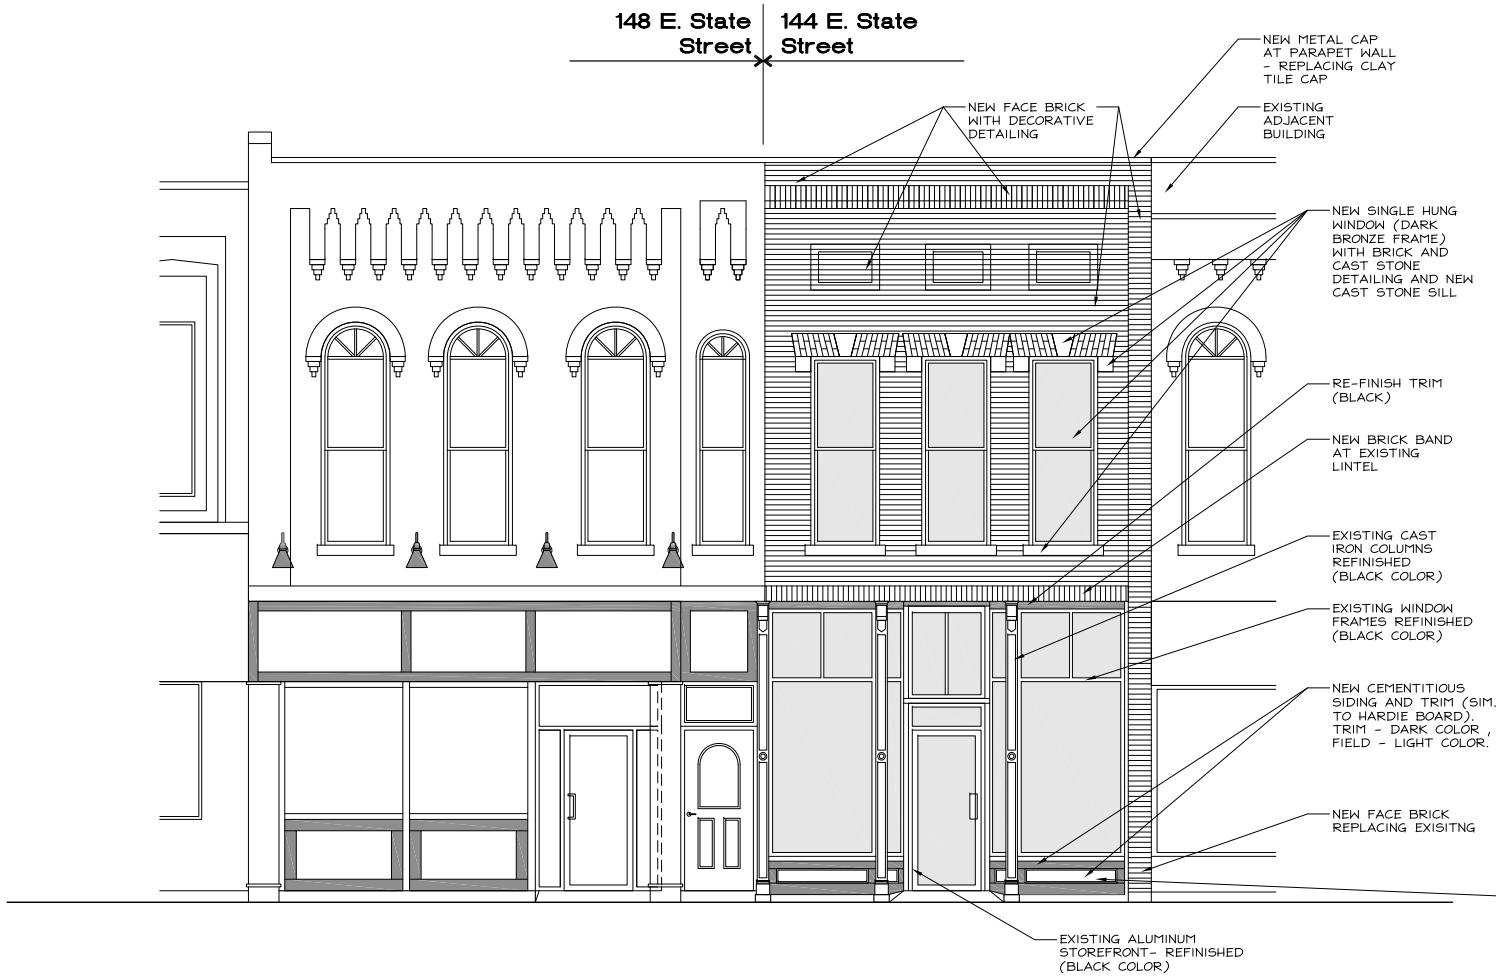 148 E. State
Street
144 E. State
Street
NEW METAL CAP
AT PARAPET WALL
- REPLACING CLAY
TILE CAP
NEW FACE BRICK
WITH DECORATIVE
DETAILING
EXISTING
ADJACENT
BUILDING
NEW SINGLE HUNG
WINDOW (DARK
BRONZE FRAME)
WITH BRICK AND
CAST STONE
DETAILING AND NEW
CAST STONE SILL
RE-FINISH TRIM
(BLACK)
NEW BRICK BAND
AT EXISTING
LINTEL
EXISTING CAST
IRON COLUMNS
REFINISHED
(BLACK COLOR)
EXISTING WINDOW
FRAMES REFINISHED
(BLACK COLOR)
NEW CEMENTITIOUS
SIDING AND TRIM (SIM.
TO HARDIE BOARD).
TRIM - DARK COLOR ,
FIELD - LIGHT COLOR.
NEW FACE BRICK
REPLACING EXISITNG
EXISTING ALUMINUM
STOREFRONT- REFINISHED
(BLACK COLOR)